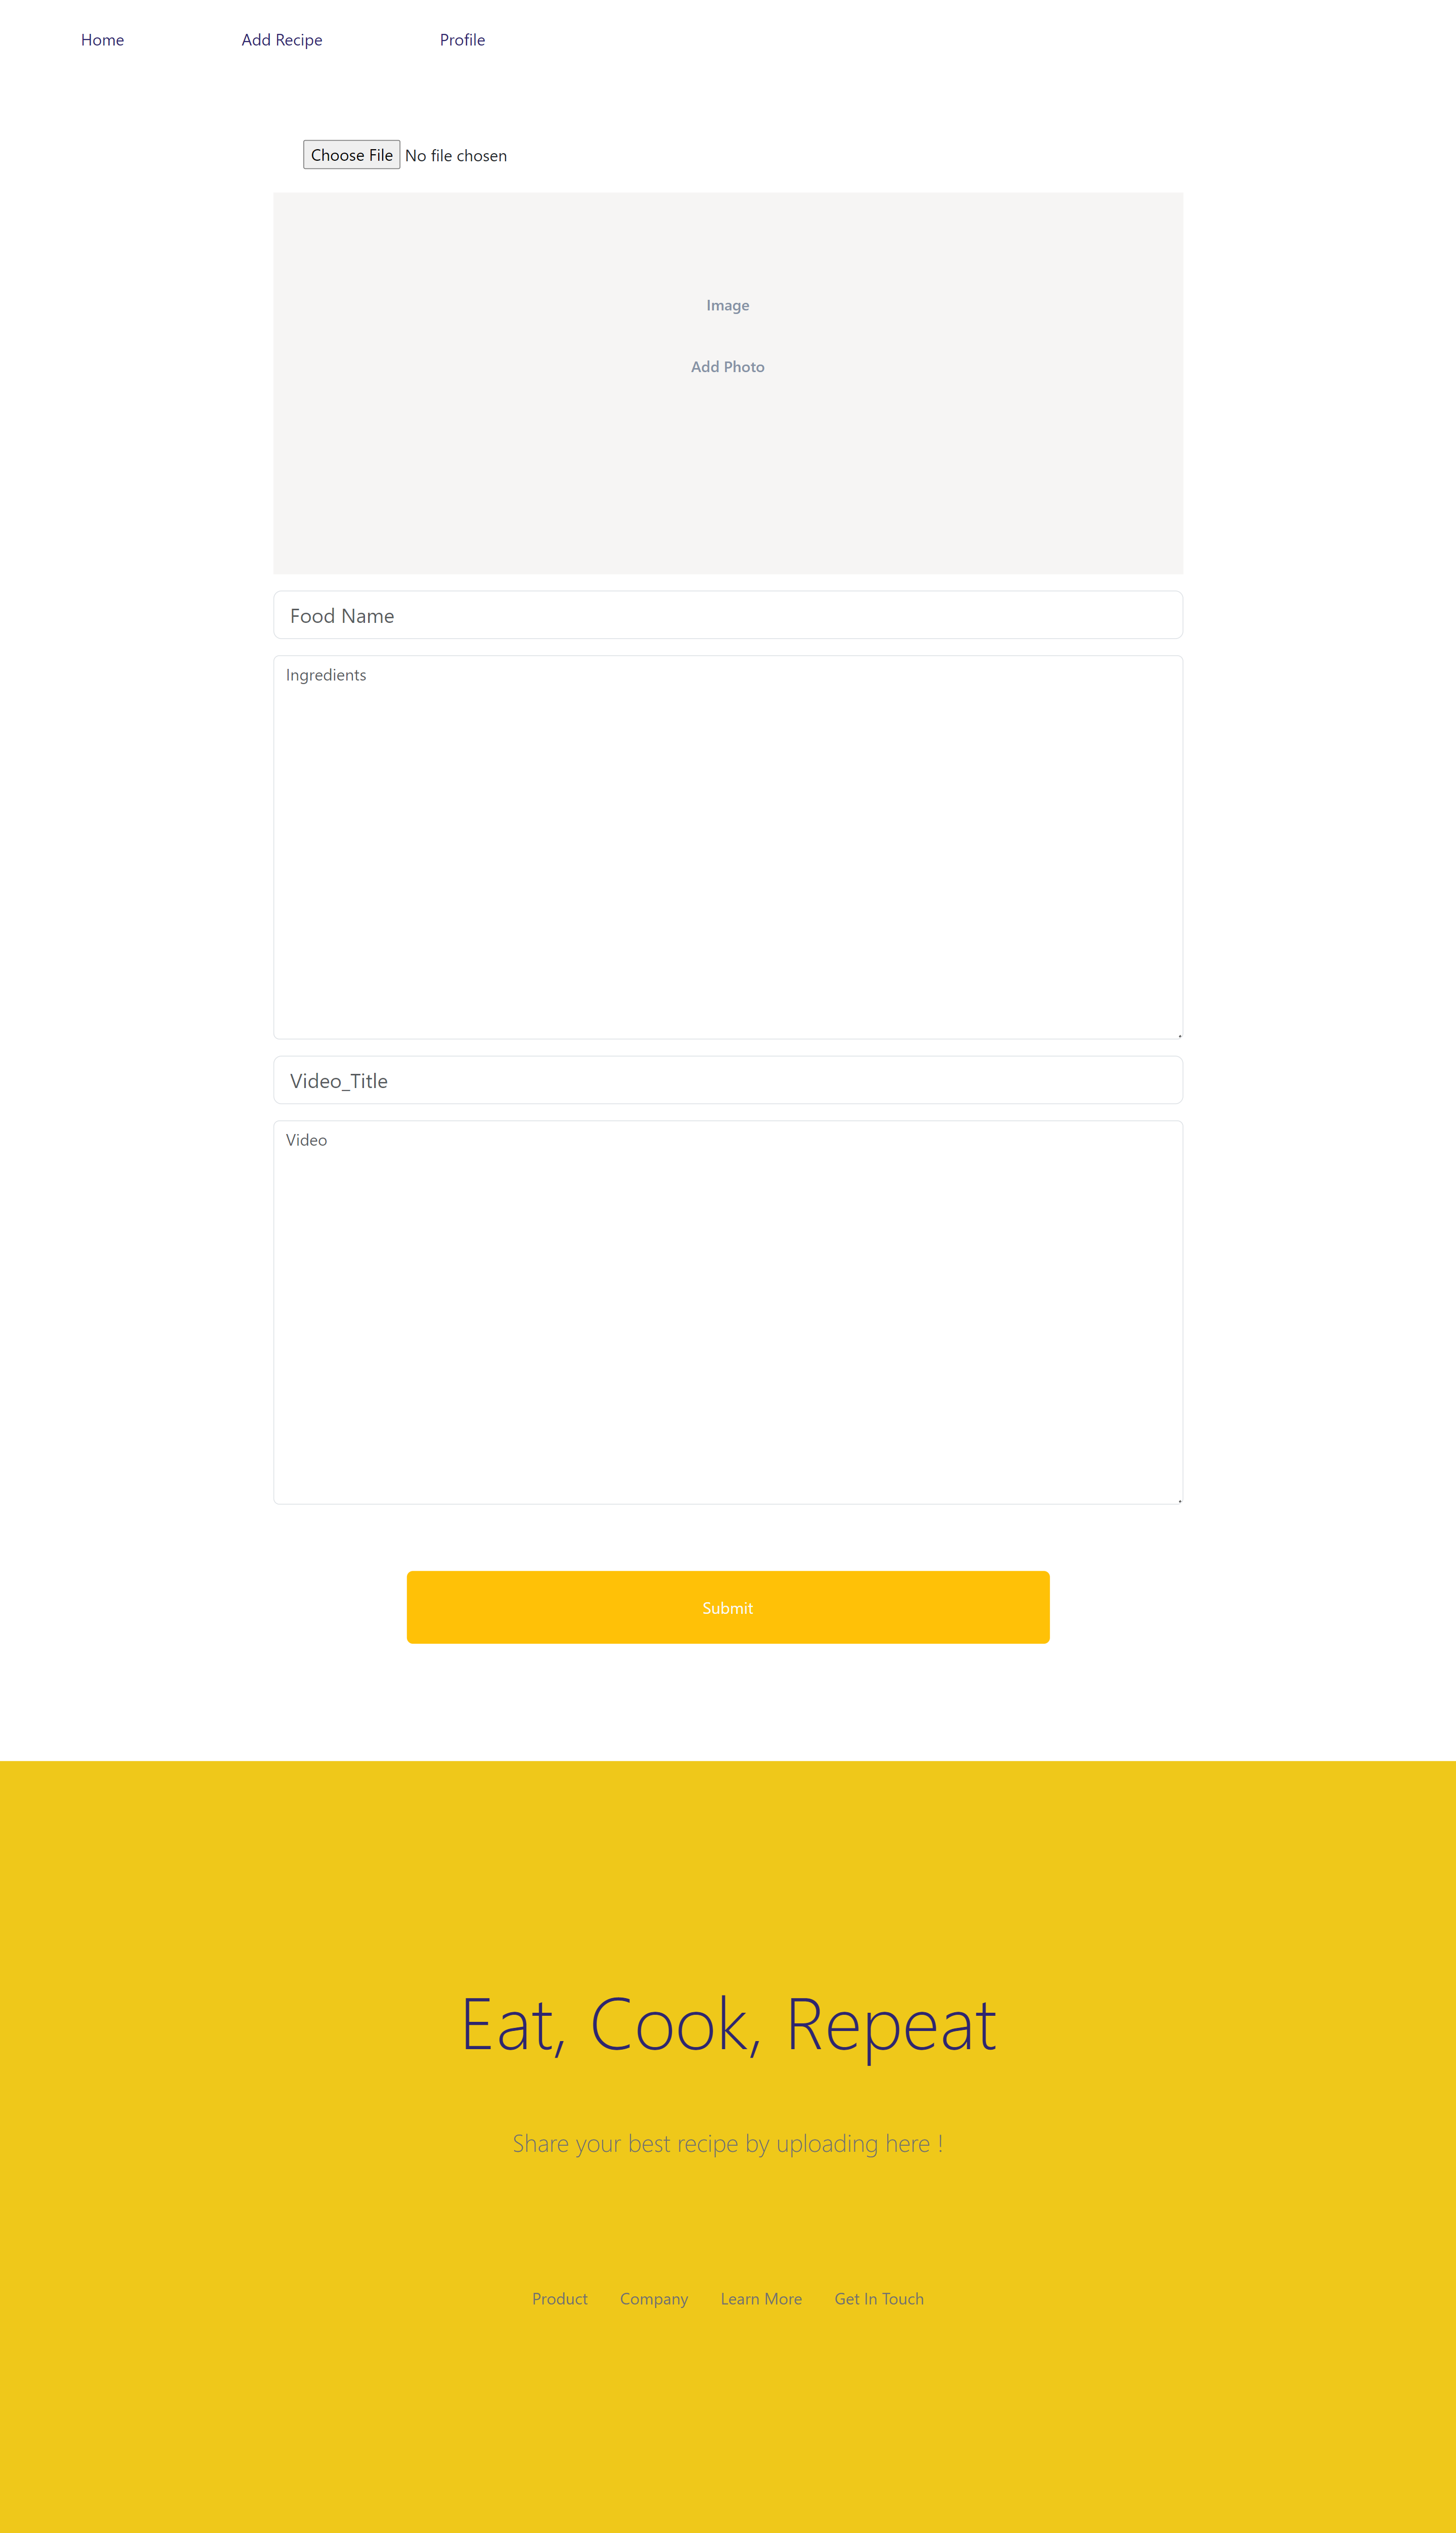 Home Add Recipe Profile
Choose File No file chosen
Image
Add Photo
Food Name
Ingredients
Video_Title
Video
Submit
Eat, Cook, Repeat
Share your best recipe by uploading here !
Product Company Learn More Get In Touch